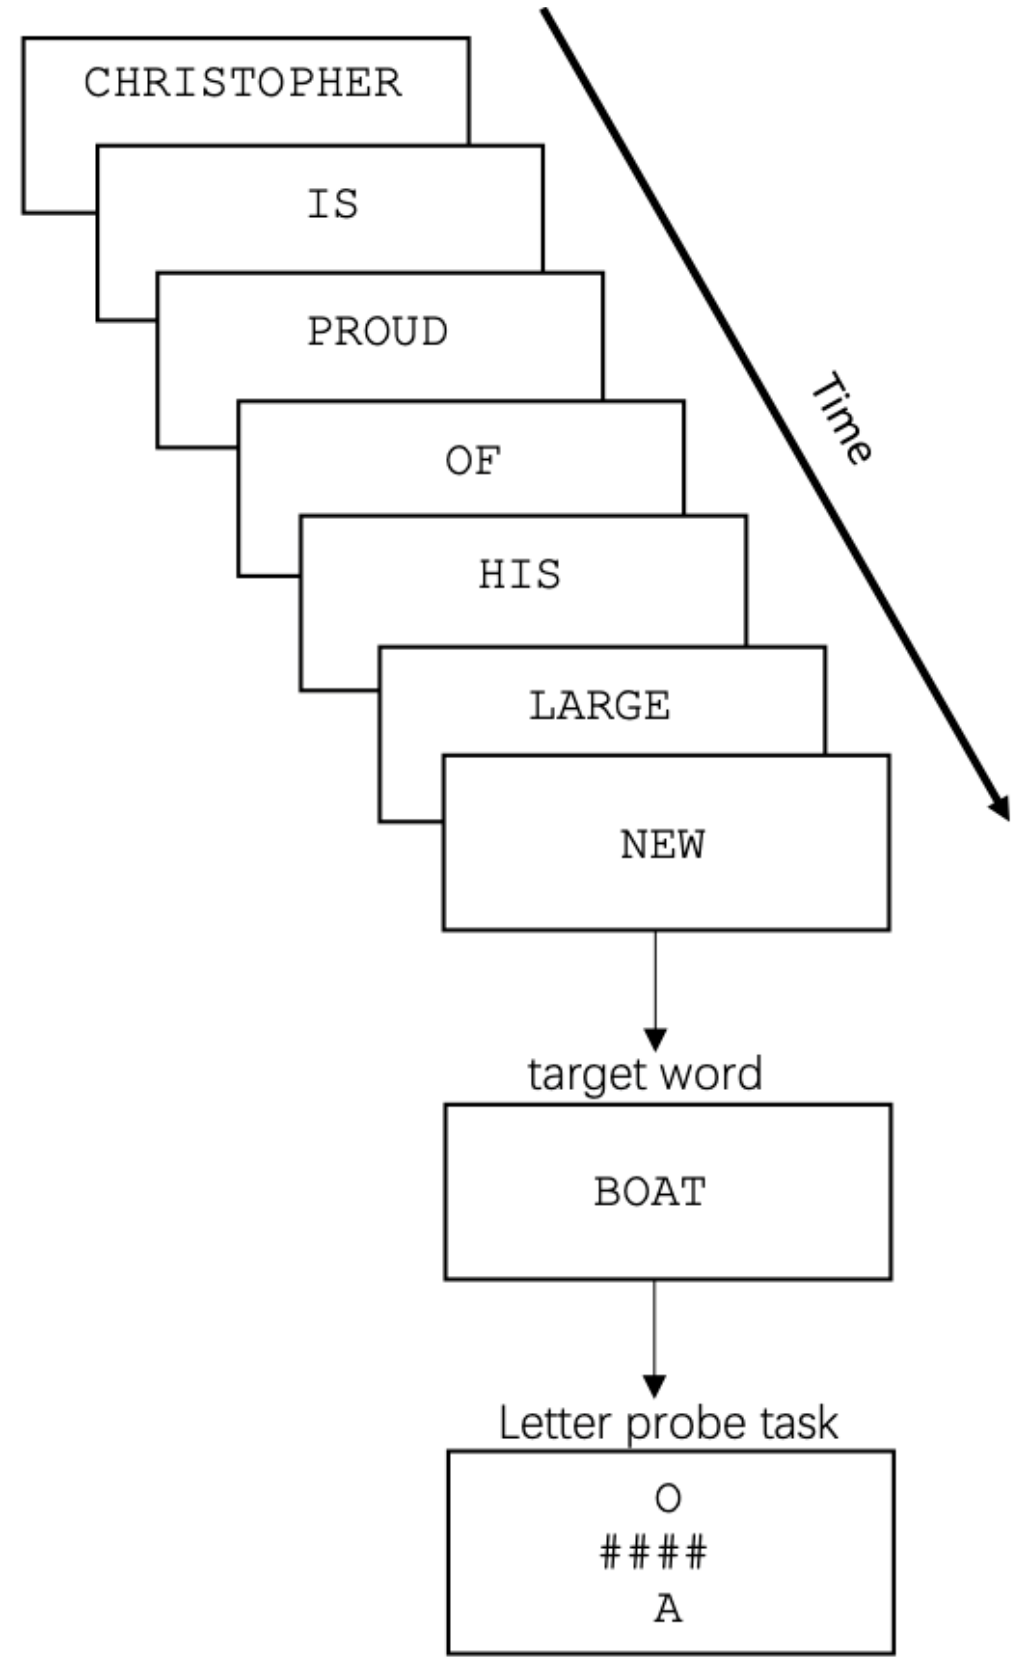 CHRISTOPHER
IS
PROUD
OF
HIS
LARGE
NEW
Time
target word
BOAT
Letter probe task
O
####
A